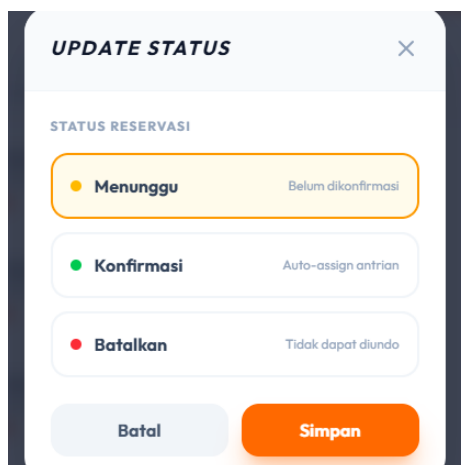 UPDATE STATUS
STATUS RESERVASI
Menunggu Belum dikonfirmasi
Konfirmasi Auto-assign antrian
Batalkan Tidak dapat diundo
Batal Simpan